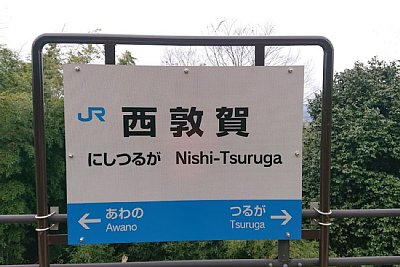 JR 西敦賀
にしつるが Nishi-Tsuruga
← あわの つるが →
Awano Tsuruga